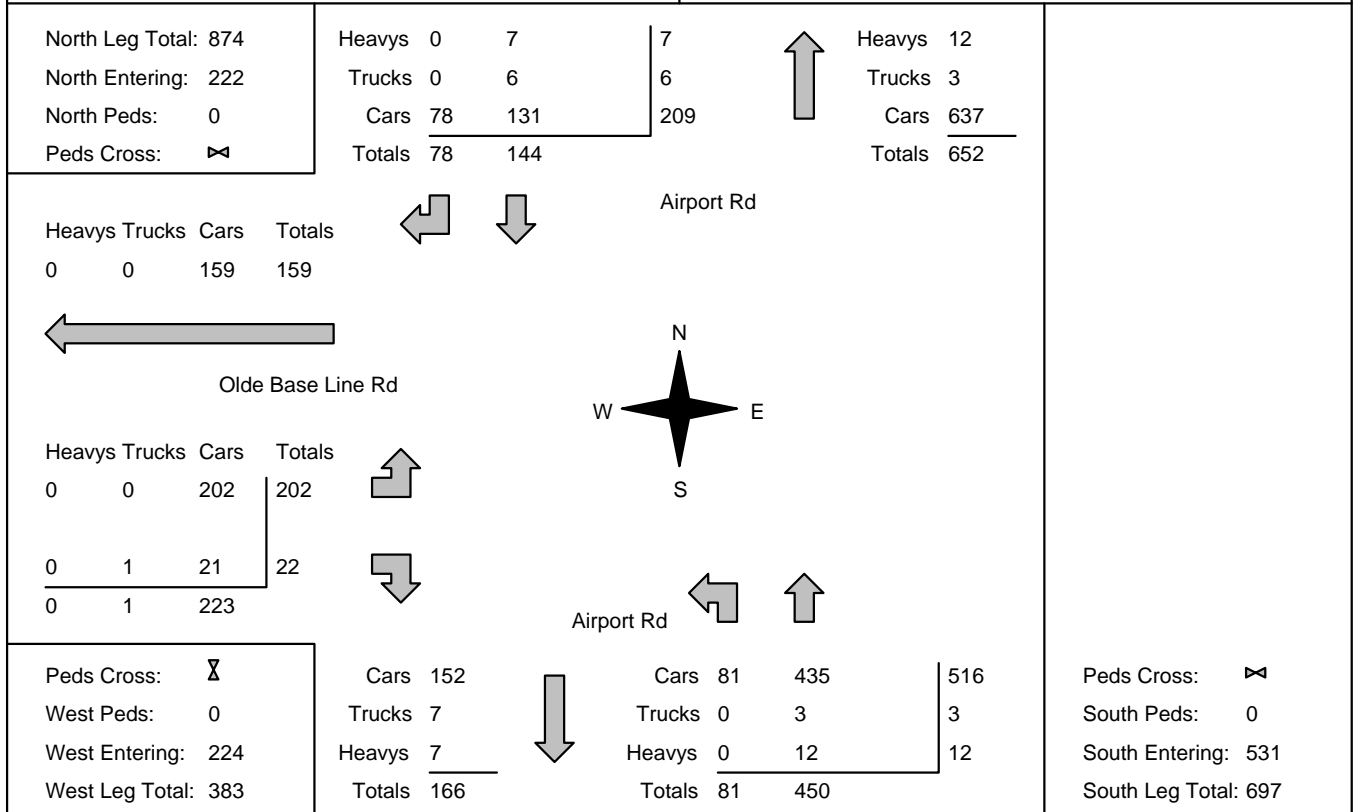 North Leg Total: 874
North Entering: 222
North Peds: 0
Peds Cross:
Heavys 0 7 7
Trucks 0 6 6
Cars 78 131 209
Totals 78 144
Heavys 12
Trucks 3
Cars 637
Totals 652
Airport Rd
Heavys Trucks Cars Totals
0 0 159 159
Olde Base Line Rd
N
W E
S
Heavys Trucks Cars Totals
0 0 202 202
0 1 21 22
0 1 223
Airport Rd
Peds Cross:
West Peds: 0
West Entering: 224
West Leg Total: 383
Cars 152
Trucks 7
Heavys 7
Totals 166
Cars 81 435 516
Trucks 0 3 3
Heavys 0 12 12
Totals 81 450
Peds Cross:
South Peds: 0
South Entering: 531
South Leg Total: 697